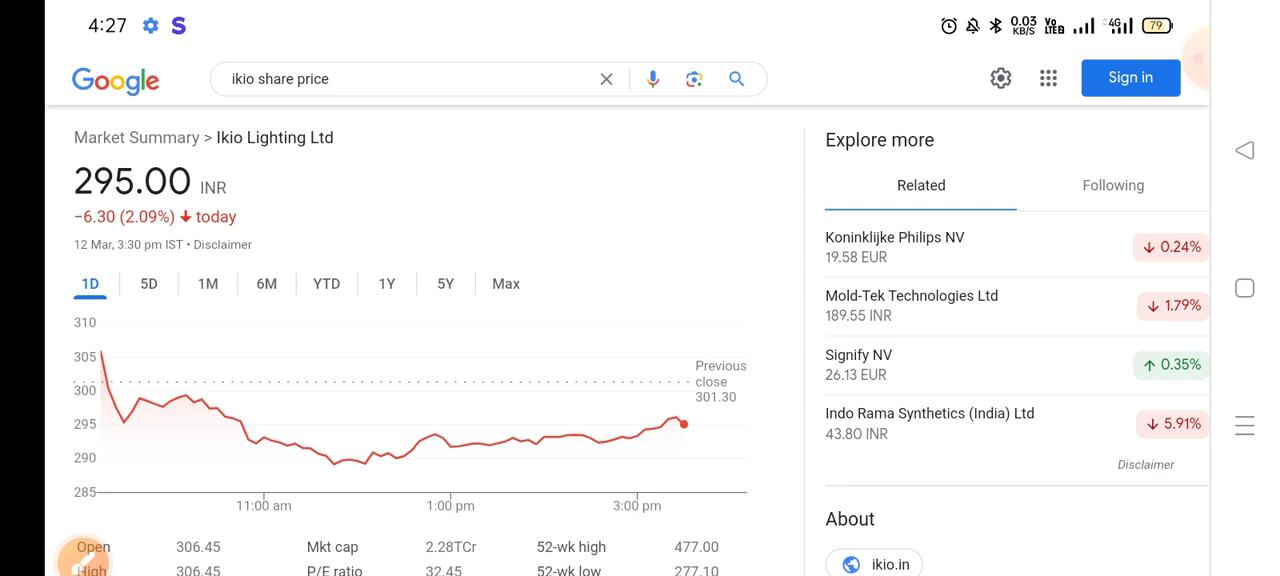 4:27
0.03 KB/S
Vo LTE 2
4G
79
Google
ikio share price
Sign in
Market Summary > Ikio Lighting Ltd
295.00 INR
−6.30 (2.09%) ↓ today
12 Mar, 3:30 pm IST • Disclaimer
1D 5D 1M 6M YTD 1Y 5Y Max
310
305
300
295
290
285
Previous
close
301.30
11:00 am 1:00 pm 3:00 pm
Open 306.45 Mkt cap 2.28TCr 52-wk high 477.00
High 306.45 P/E ratio 32.45 52-wk low 277.10
Explore more
Related Following
Koninklijke Philips NV
19.58 EUR ↓ 0.24%
Mold-Tek Technologies Ltd
189.55 INR ↓ 1.79%
Signify NV
26.13 EUR ↑ 0.35%
Indo Rama Synthetics (India) Ltd
43.80 INR ↓ 5.91%
Disclaimer
About
ikio.in